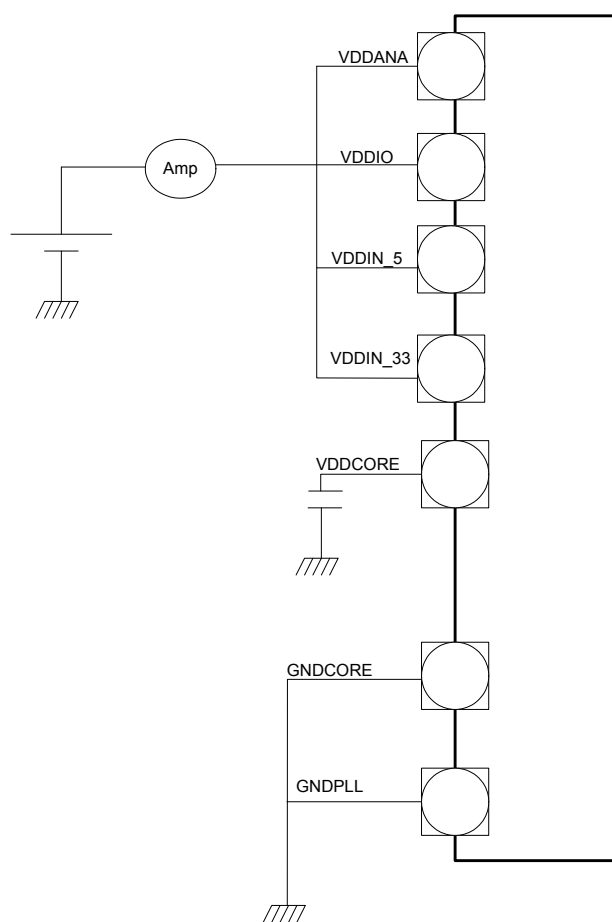 VDDANA
Amp
VDDIO
VDDIN_5
VDDIN_33
VDDCORE
GNDCORE
GNDPLL